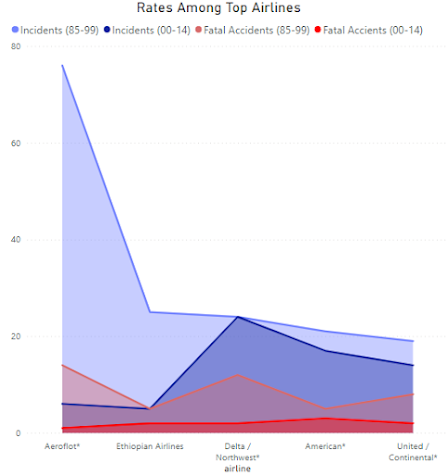 Rates Among Top Airlines
Incidents (85-99) Incidents (00-14) Fatal Accidents (85-99) Fatal Accients (00-14)
80
60
40
20
0
Aeroflot* Ethiopian Airlines Delta / Northwest* American* United / Continental*
airline